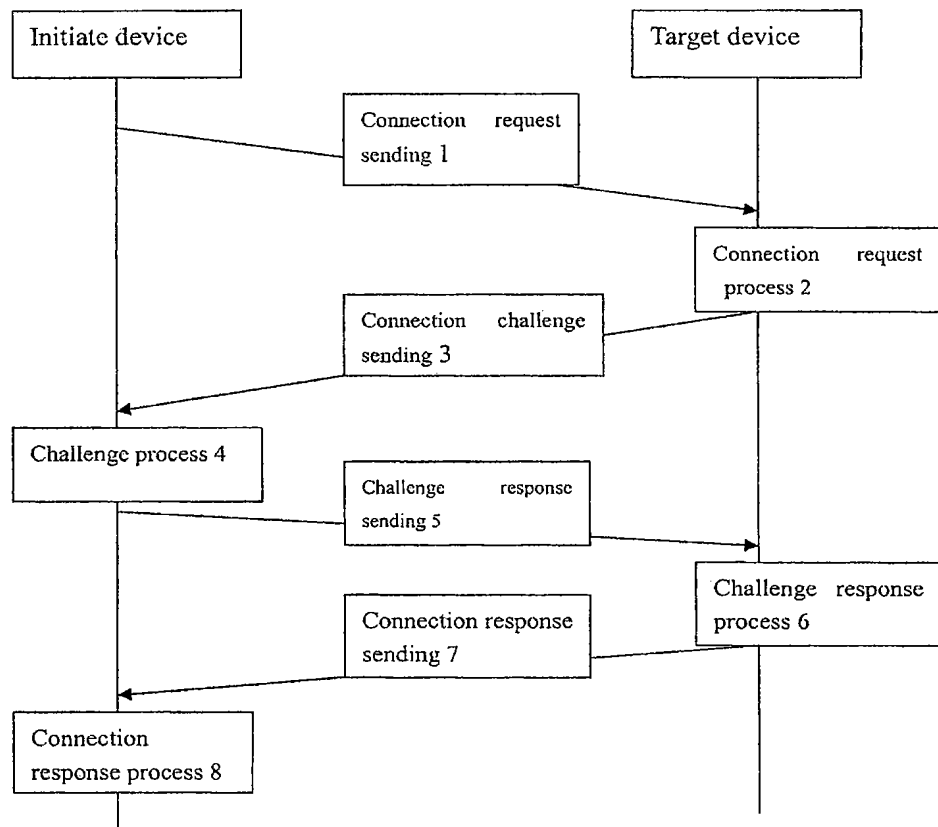 Initiate device
Target device
Connection request
sending 1
Connection request
process 2
Connection challenge
sending 3
Challenge process 4
Challenge response
sending 5
Challenge response
process 6
Connection response
sending 7
Connection
response process 8